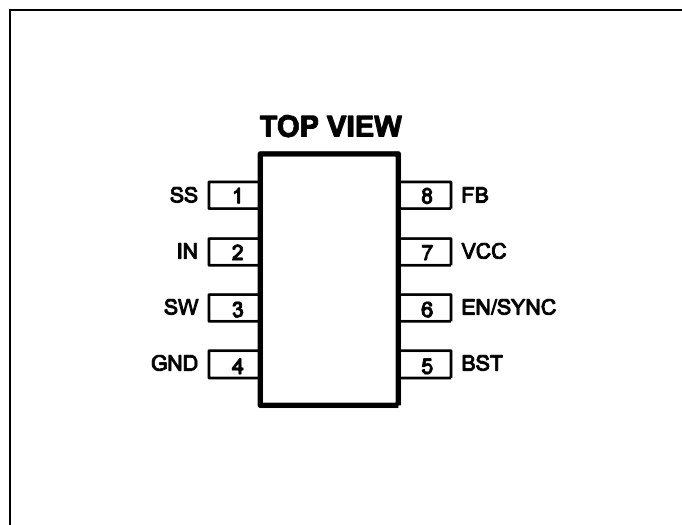 TOP VIEW
SS 1 8 FB
IN 2 7 VCC
SW 3 6 EN/SYNC
GND 4 5 BST